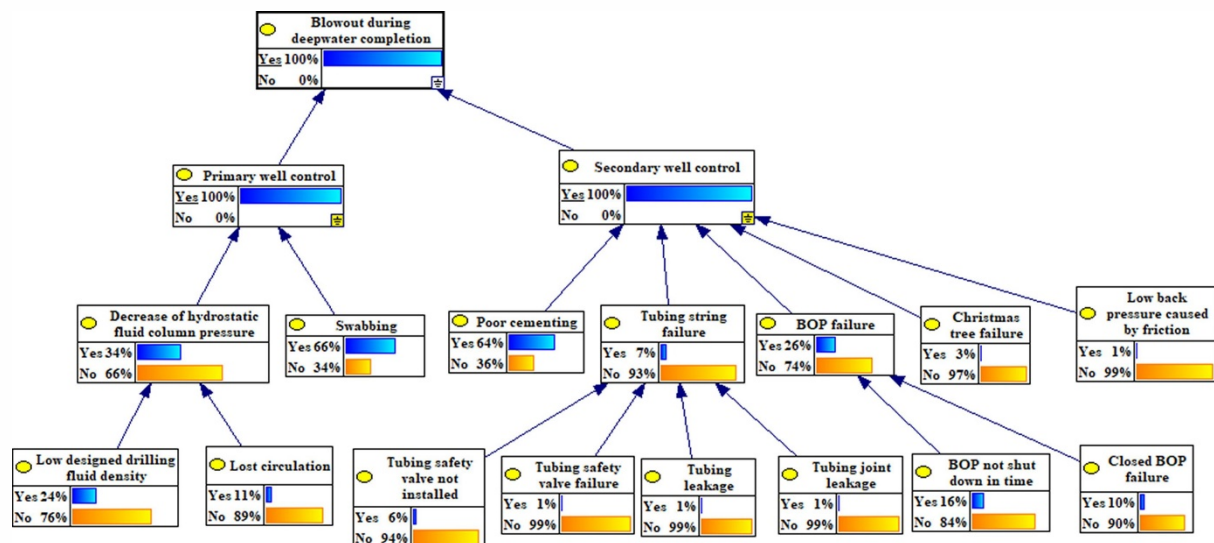 Blowout during
deepwater completion
Yes 100%
No 0%
Primary well control
Yes 100%
No 0%
Secondary well control
Yes 100%
No 0%
Decrease of hydrostatic
fluid column pressure
Yes 34%
No 66%
Swabbing
Yes 66%
No 34%
Poor cementing
Yes 64%
No 36%
Tubing string
failure
Yes 7%
No 93%
BOP failure
Yes 26%
No 74%
Christmas
tree failure
Yes 3%
No 97%
Low back
pressure caused
by friction
Yes 1%
No 99%
Low designed drilling
fluid density
Yes 24%
No 76%
Lost circulation
Yes 11%
No 89%
Tubing safety
valve not
installed
Yes 6%
No 94%
Tubing safety
valve failure
Yes 1%
No 99%
Tubing
leakage
Yes 1%
No 99%
Tubing joint
leakage
Yes 1%
No 99%
BOP not shut
down in time
Yes 16%
No 84%
Closed BOP
failure
Yes 10%
No 90%